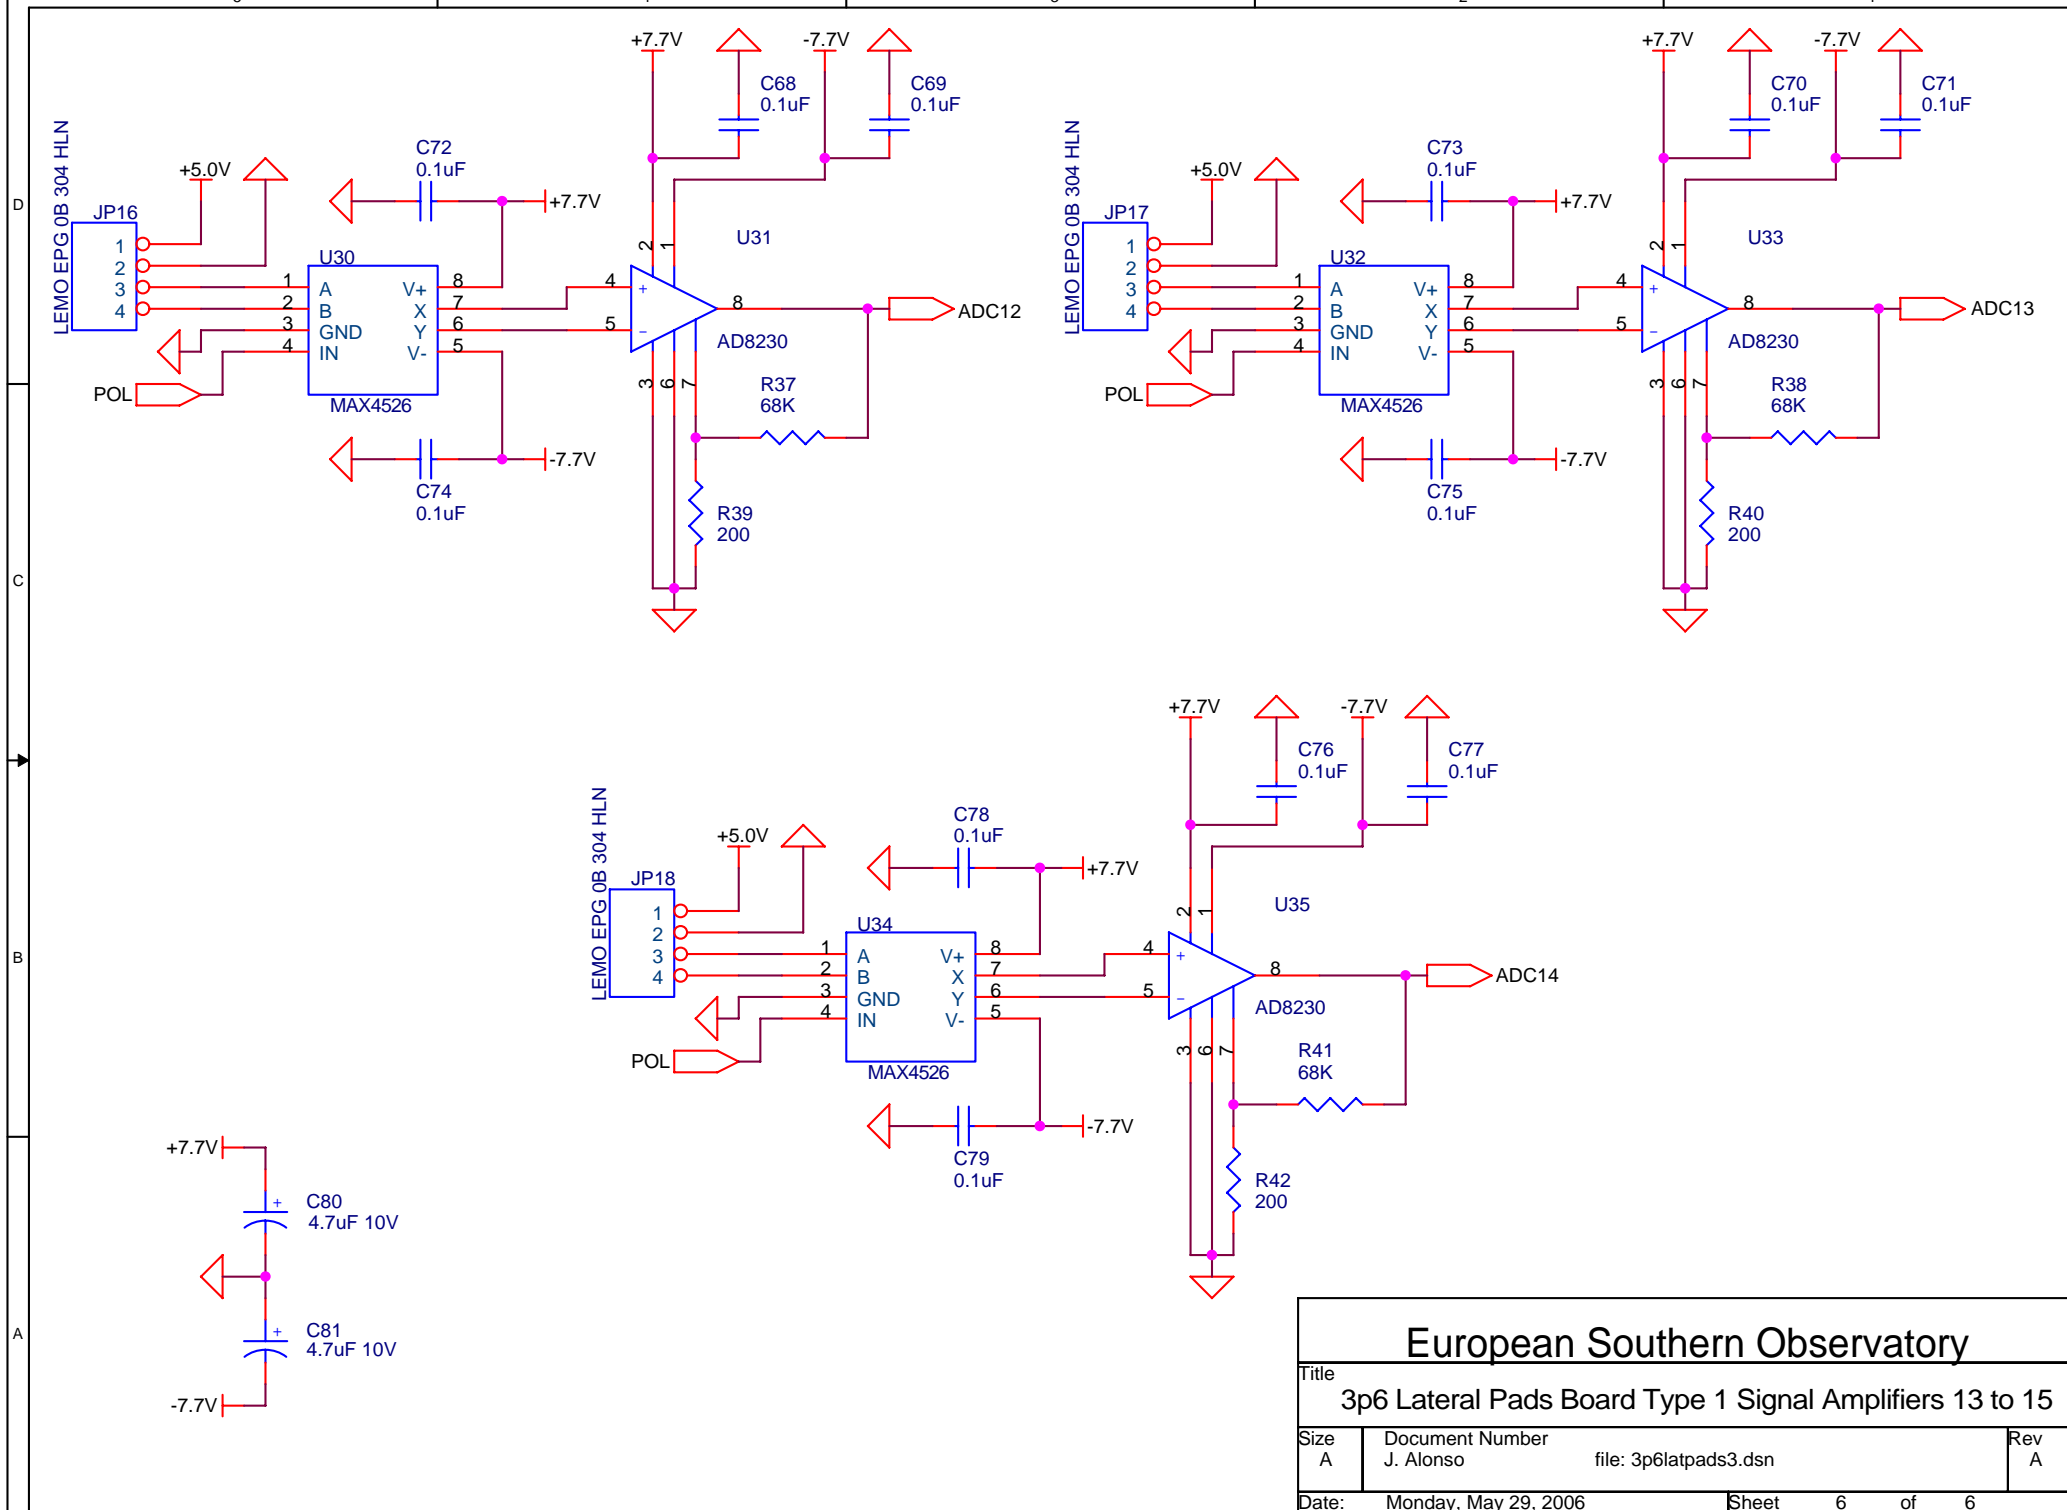 +7.7V
-7.7V
C68
0.1uF
C69
0.1uF
LEMO EPG 0B 304 HLN
JP16
1
2
3
4
+5.0V
C72
0.1uF
+7.7V
U30
1 A V+ 8
2 B X 7
3 GND Y 6
4 IN V- 5
MAX4526
POL
C74
0.1uF
-7.7V
U31
2 1
4 +
5 -
8
3 6 7
AD8230
ADC12
R37
68K
R39
200
+7.7V
-7.7V
C70
0.1uF
C71
0.1uF
LEMO EPG 0B 304 HLN
JP17
1
2
3
4
+5.0V
C73
0.1uF
+7.7V
U32
1 A V+ 8
2 B X 7
3 GND Y 6
4 IN V- 5
MAX4526
POL
C75
0.1uF
-7.7V
U33
2 1
4 +
5 -
8
3 6 7
AD8230
ADC13
R38
68K
R40
200
+7.7V
-7.7V
C76
0.1uF
C77
0.1uF
LEMO EPG 0B 304 HLN
JP18
1
2
3
4
+5.0V
C78
0.1uF
+7.7V
U34
1 A V+ 8
2 B X 7
3 GND Y 6
4 IN V- 5
MAX4526
POL
C79
0.1uF
-7.7V
U35
2 1
4 +
5 -
8
3 6 7
AD8230
ADC14
R41
68K
R42
200
+7.7V
+ C80
4.7uF 10V
+ C81
4.7uF 10V
-7.7V
D
C
B
A
European Southern Observatory
Title
3p6 Lateral Pads Board Type 1 Signal Amplifiers 13 to 15
Size Document Number Rev
A J. Alonso file: 3p6latpads3.dsn A
Date: Monday, May 29, 2006 Sheet 6 of 6